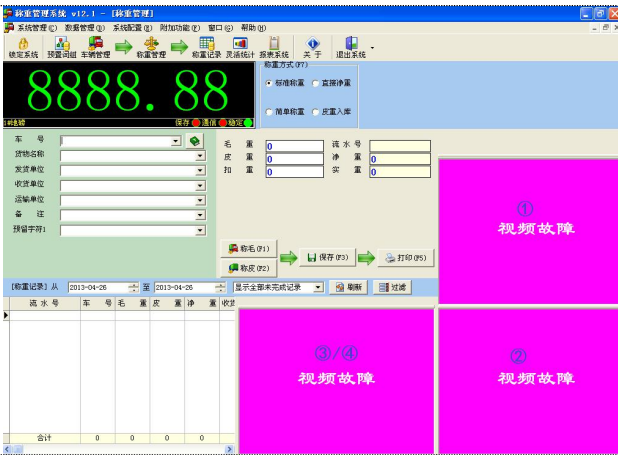 称重管理系统 v12.1 - [称重管理]
系统管理(C) 数据管理(D) 系统配置(E) 附加功能(F) 窗口(G) 帮助(H)
锁定系统 预置词组 车辆管理 称重管理 称重记录 灵活统计 报表系统 关于 退出系统
8888.88
保存 通信 稳定
称重方式(F7)
标准称重 直接净重
简单称重 皮重入库
车号
货物名称
发货单位
收货单位
运输单位
备注
预留字符1
毛重 0 流水号
皮重 0 净重 0
扣重 0 实重 0
称毛(F1)
称皮(F2)
保存(F3)
打印(F5)
①
视频故障
[称重记录] 从 2013-04-26 至 2013-04-26 显示全部未完成记录 刷新 过滤
流水号 车号 毛重 皮重 净重 收货
③/④
视频故障
②
视频故障
合计 0 0 0 0